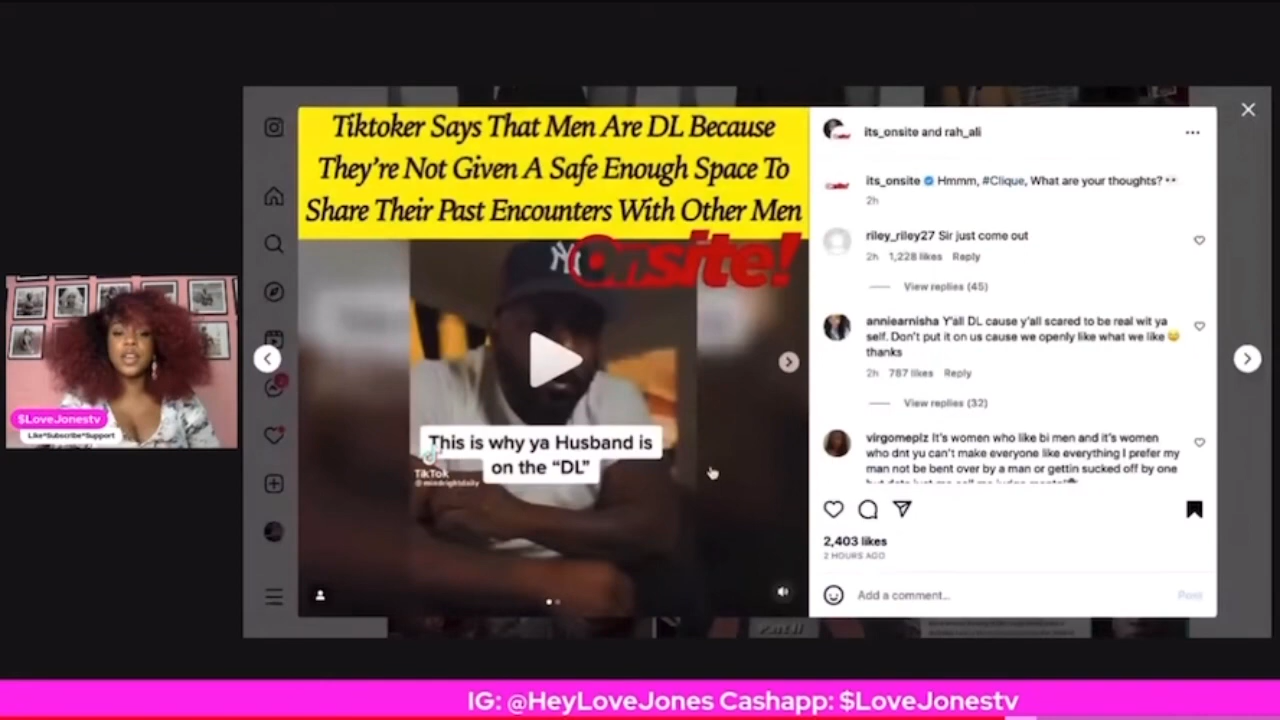 Tiktoker Says That Men Are DL Because
They're Not Given A Safe Enough Space To
Share Their Past Encounters With Other Men
Onsite!
NY
This is why ya Husband is
on the “DL”
TikTok
@mindrightdaily
$LoveJonestv
Like*Subscribe*Support
its_onsite and rah_ali
its_onsite Hmmm, #Clique, What are your thoughts? 👀
2h
riley_riley27 Sir just come out
2h 1,228 likes Reply
View replies (45)
anniearnisha Y'all DL cause y'all scared to be real wit ya
self. Don't put it on us cause we openly like what we like
thanks
2h 787 likes Reply
View replies (32)
virgomeplz It's women who like bi men and it's women
who dnt yu can't make everyone like everything I prefer my
man not be bent over by a man or gettin sucked off by one
2,403 likes
2 HOURS AGO
Add a comment...
Post
Part II
IG: @HeyLoveJones Cashapp: $LoveJonestv